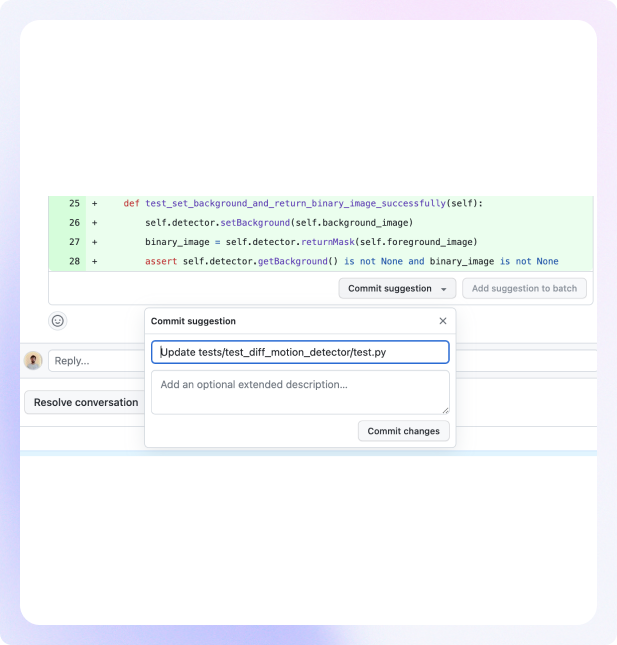 25 + def test_set_background_and_return_binary_image_successfully(self):
26 + self.detector.setBackground(self.background_image)
27 + binary_image = self.detector.returnMask(self.foreground_image)
28 + assert self.detector.getBackground() is not None and binary_image is not None
Commit suggestion Add suggestion to batch
Commit suggestion
Update tests/test_diff_motion_detector/test.py
Reply...
Add an optional extended description...
Resolve conversation
Commit changes